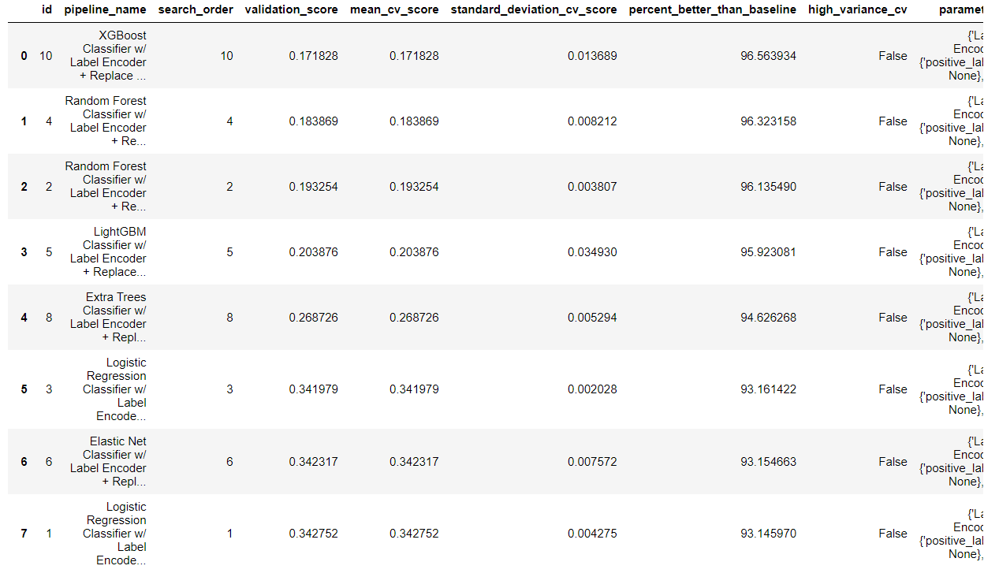 id pipeline_name search_order validation_score mean_cv_score standard_deviation_cv_score percent_better_than_baseline high_variance_cv paramet
XGBoost {'La
Classifier w/ Encod
0 10 Label Encoder 10 0.171828 0.171828 0.013689 96.563934 False {'positive_lal
+ Replace ... None},
Random Forest {'La
Classifier w/ Encod
1 4 Label Encoder 4 0.183869 0.183869 0.008212 96.323158 False {'positive_lal
+ Re... None},
Random Forest {'La
Classifier w/ Encod
2 2 Label Encoder 2 0.193254 0.193254 0.003807 96.135490 False {'positive_lal
+ Re... None},
LightGBM {'La
Classifier w/ Encod
3 5 Label Encoder 5 0.203876 0.203876 0.034930 95.923081 False {'positive_lal
+ Replace... None},
Extra Trees {'La
Classifier w/ Encod
4 8 Label Encoder 8 0.268726 0.268726 0.005294 94.626268 False {'positive_lal
+ Repl... None},
Logistic {'La
Regression Encod
5 3 Classifier w/ 3 0.341979 0.341979 0.002028 93.161422 False {'positive_lal
Label None},
Encode...
Elastic Net {'La
Classifier w/ Encod
6 6 Label Encoder 6 0.342317 0.342317 0.007572 93.154663 False {'positive_lal
+ Repl... None},
Logistic {'La
Regression Encod
7 1 Classifier w/ 1 0.342752 0.342752 0.004275 93.145970 False {'positive_lal
Label None},
Encode...